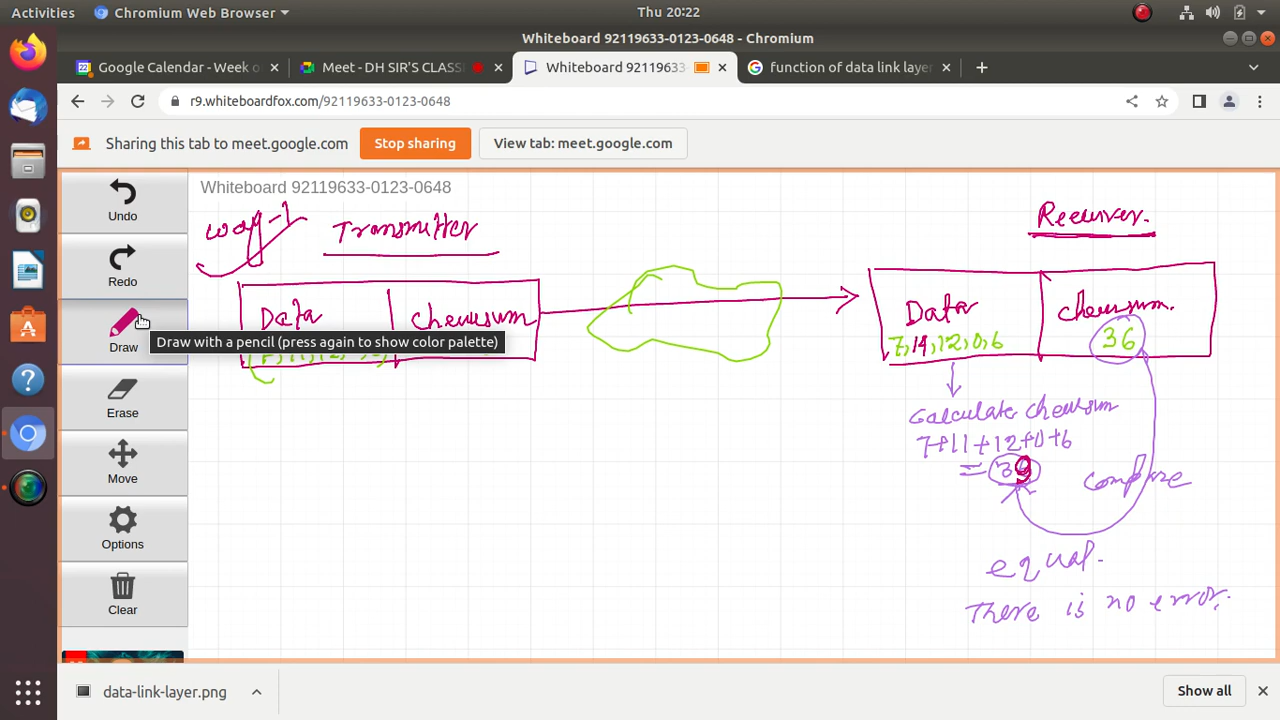 Activities Chromium Web Browser Thu 20:22
Whiteboard 92119633-0123-0648 - Chromium
Google Calendar - Week o Meet - DH SIR'S CLASS Whiteboard 92119633 function of data link layer
r9.whiteboardfox.com/92119633-0123-0648
Sharing this tab to meet.google.com Stop sharing View tab: meet.google.com
Whiteboard 92119633-0123-0648
Undo
Redo
Draw
Draw with a pencil (press again to show color palette)
Erase
Move
Options
Clear
way-1 Transmitter
Data
Receiver.
Data
7,14,12,0,6 36
Calculate
7+11+12+0+6
= 39
compare
equal.
There is no error.
data-link-layer.png
Show all